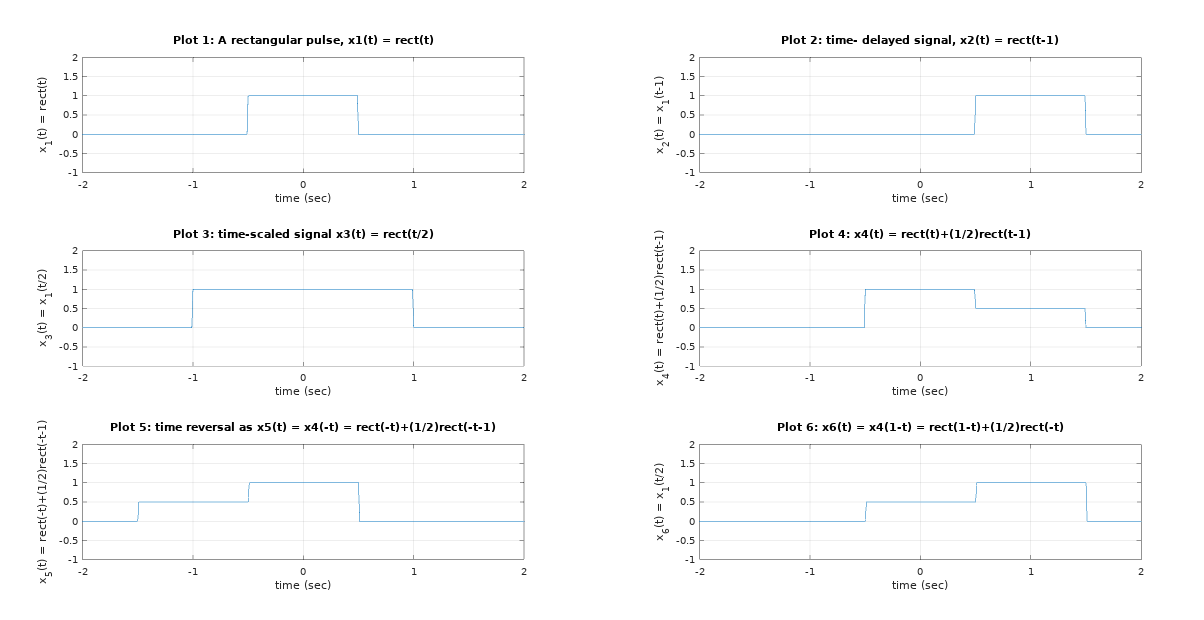 Plot 1: A rectangular pulse, x1(t) = rect(t)
x1(t) = rect(t)
2
1.5
1
0.5
0
-0.5
-1
-2 -1 0 1 2
time (sec)
Plot 2: time- delayed signal, x2(t) = rect(t-1)
x2(t) = x1(t-1)
2
1.5
1
0.5
0
-0.5
-1
-2 -1 0 1 2
time (sec)
Plot 3: time-scaled signal x3(t) = rect(t/2)
x3(t) = x1(t/2)
2
1.5
1
0.5
0
-0.5
-1
-2 -1 0 1 2
time (sec)
Plot 4: x4(t) = rect(t)+(1/2)rect(t-1)
x4(t) = rect(t)+(1/2)rect(t-1)
2
1.5
1
0.5
0
-0.5
-1
-2 -1 0 1 2
time (sec)
Plot 5: time reversal as x5(t) = x4(-t) = rect(-t)+(1/2)rect(-t-1)
x5(t) = rect(-t)+(1/2)rect(-t-1)
2
1.5
1
0.5
0
-0.5
-1
-2 -1 0 1 2
time (sec)
Plot 6: x6(t) = x4(1-t) = rect(1-t)+(1/2)rect(-t)
x6(t) = x1(t/2)
2
1.5
1
0.5
0
-0.5
-1
-2 -1 0 1 2
time (sec)